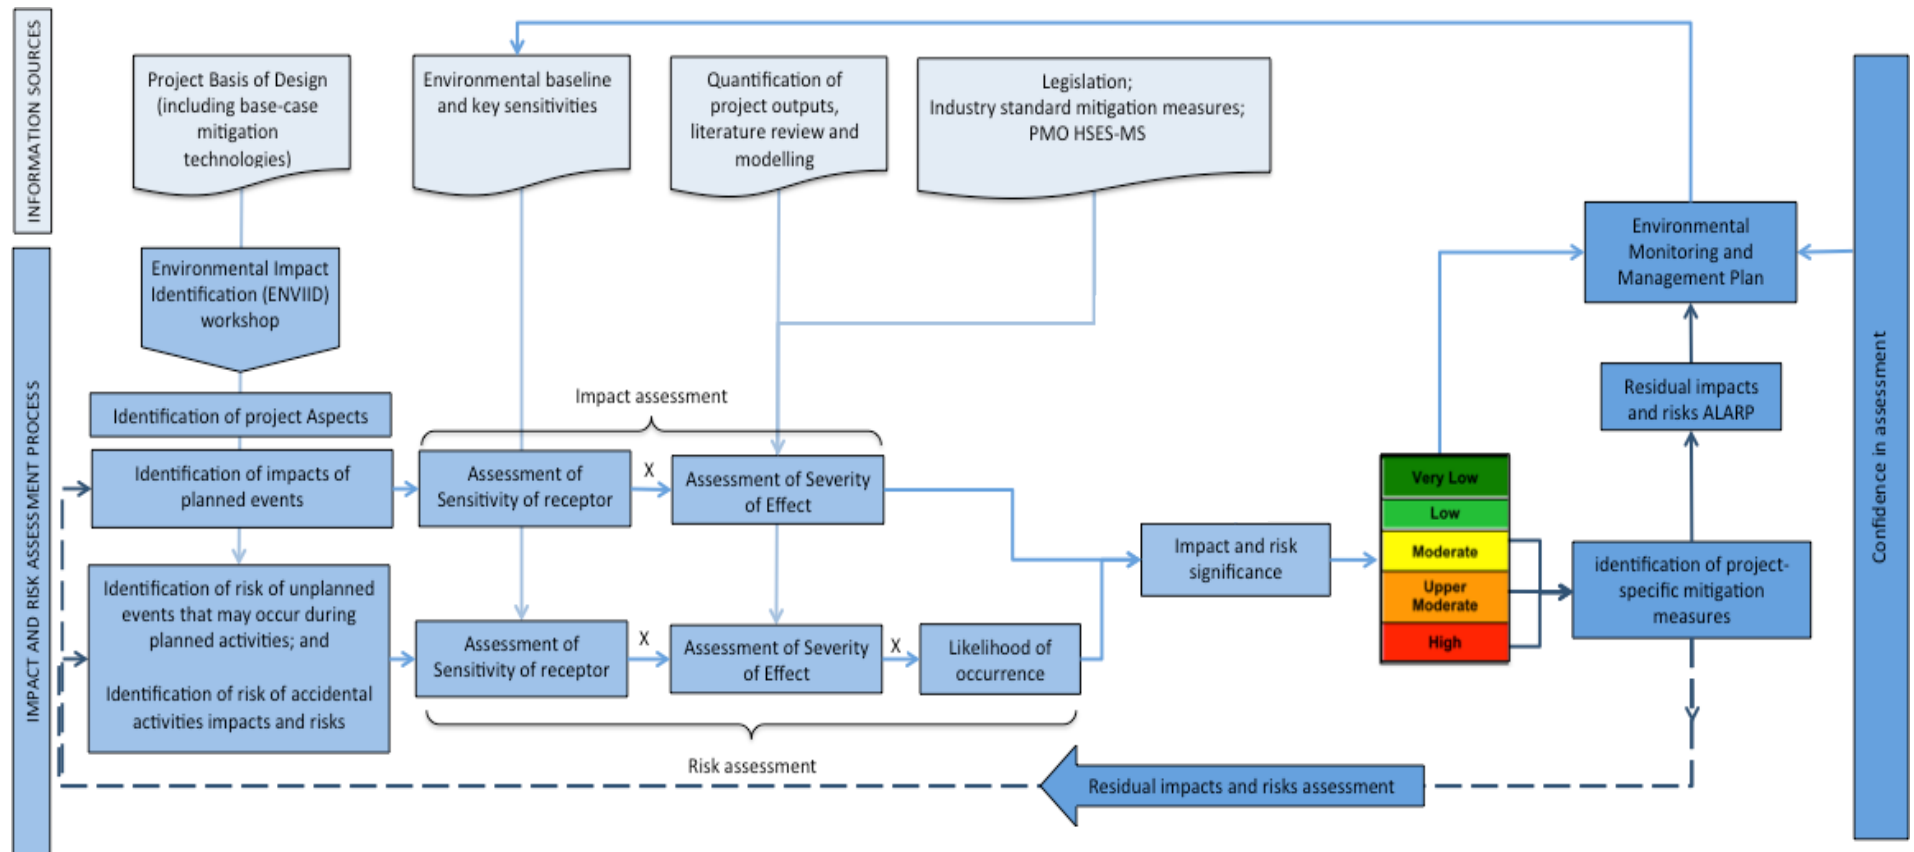 INFORMATION SOURCES
Project Basis of Design
(including base-case
mitigation
technologies)
Environmental baseline
and key sensitivities
Quantification of
project outputs,
literature review and
modelling
Legislation;
Industry standard mitigation measures;
PMO HSES-MS
IMPACT AND RISK ASSESSMENT PROCESS
Environmental Impact
Identification (ENVIID)
workshop
Identification of project Aspects
Identification of impacts of
planned events
Identification of risk of unplanned
events that may occur during
planned activities; and
Identification of risk of accidental
activities impacts and risks
Impact assessment
Assessment of
Sensitivity of receptor
X
Assessment of Severity
of Effect
Assessment of
Sensitivity of receptor
X
Assessment of Severity
of Effect
X
Likelihood of
occurrence
Risk assessment
Impact and risk
significance
Very Low
Low
Moderate
Upper
Moderate
High
Environmental
Monitoring and
Management Plan
Residual impacts
and risks ALARP
identification of project-
specific mitigation
measures
Residual impacts and risks assessment
Confidence in assessment